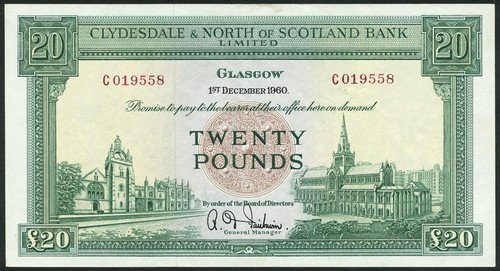 20 CLYDESDALE & NORTH OF SCOTLAND BANK 20
LIMITED
C 019558 GLASGOW C 019558
1ST DECEMBER 1960.
Promise to pay to the bearer at their office here on demand
TWENTY
POUNDS
By order of the Board of Directors
General Manager
£20 £20